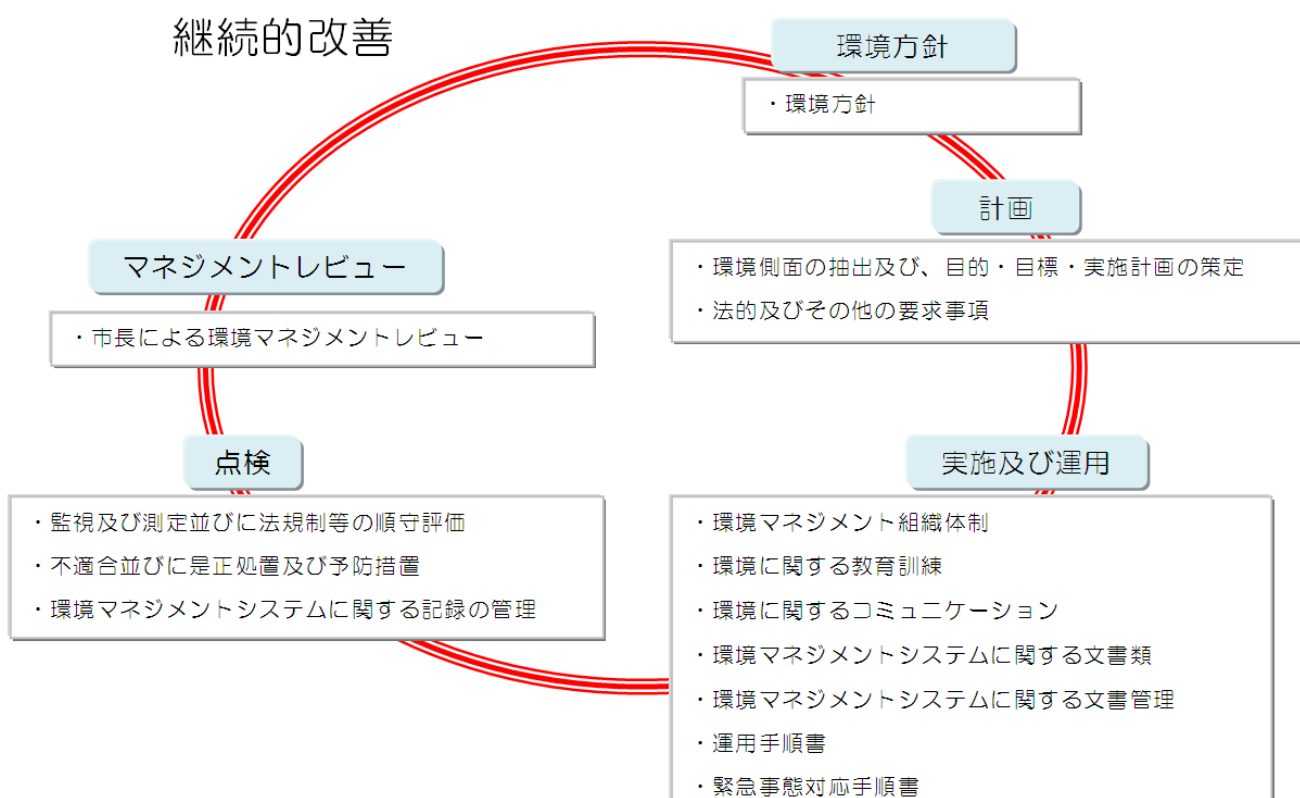 継続的改善
環境方針
・環境方針
計画
・環境側面の抽出及び、目的・目標・実施計画の策定
・法的及びその他の要求事項
実施及び運用
・環境マネジメント組織体制
・環境に関する教育訓練
・環境に関するコミュニケーション
・環境マネジメントシステムに関する文書類
・環境マネジメントシステムに関する文書管理
・運用手順書
・緊急事態対応手順書
点検
・監視及び測定並びに法規制等の順守評価
・不適合並びに是正処置及び予防措置
・環境マネジメントシステムに関する記録の管理
マネジメントレビュー
・市長による環境マネジメントレビュー